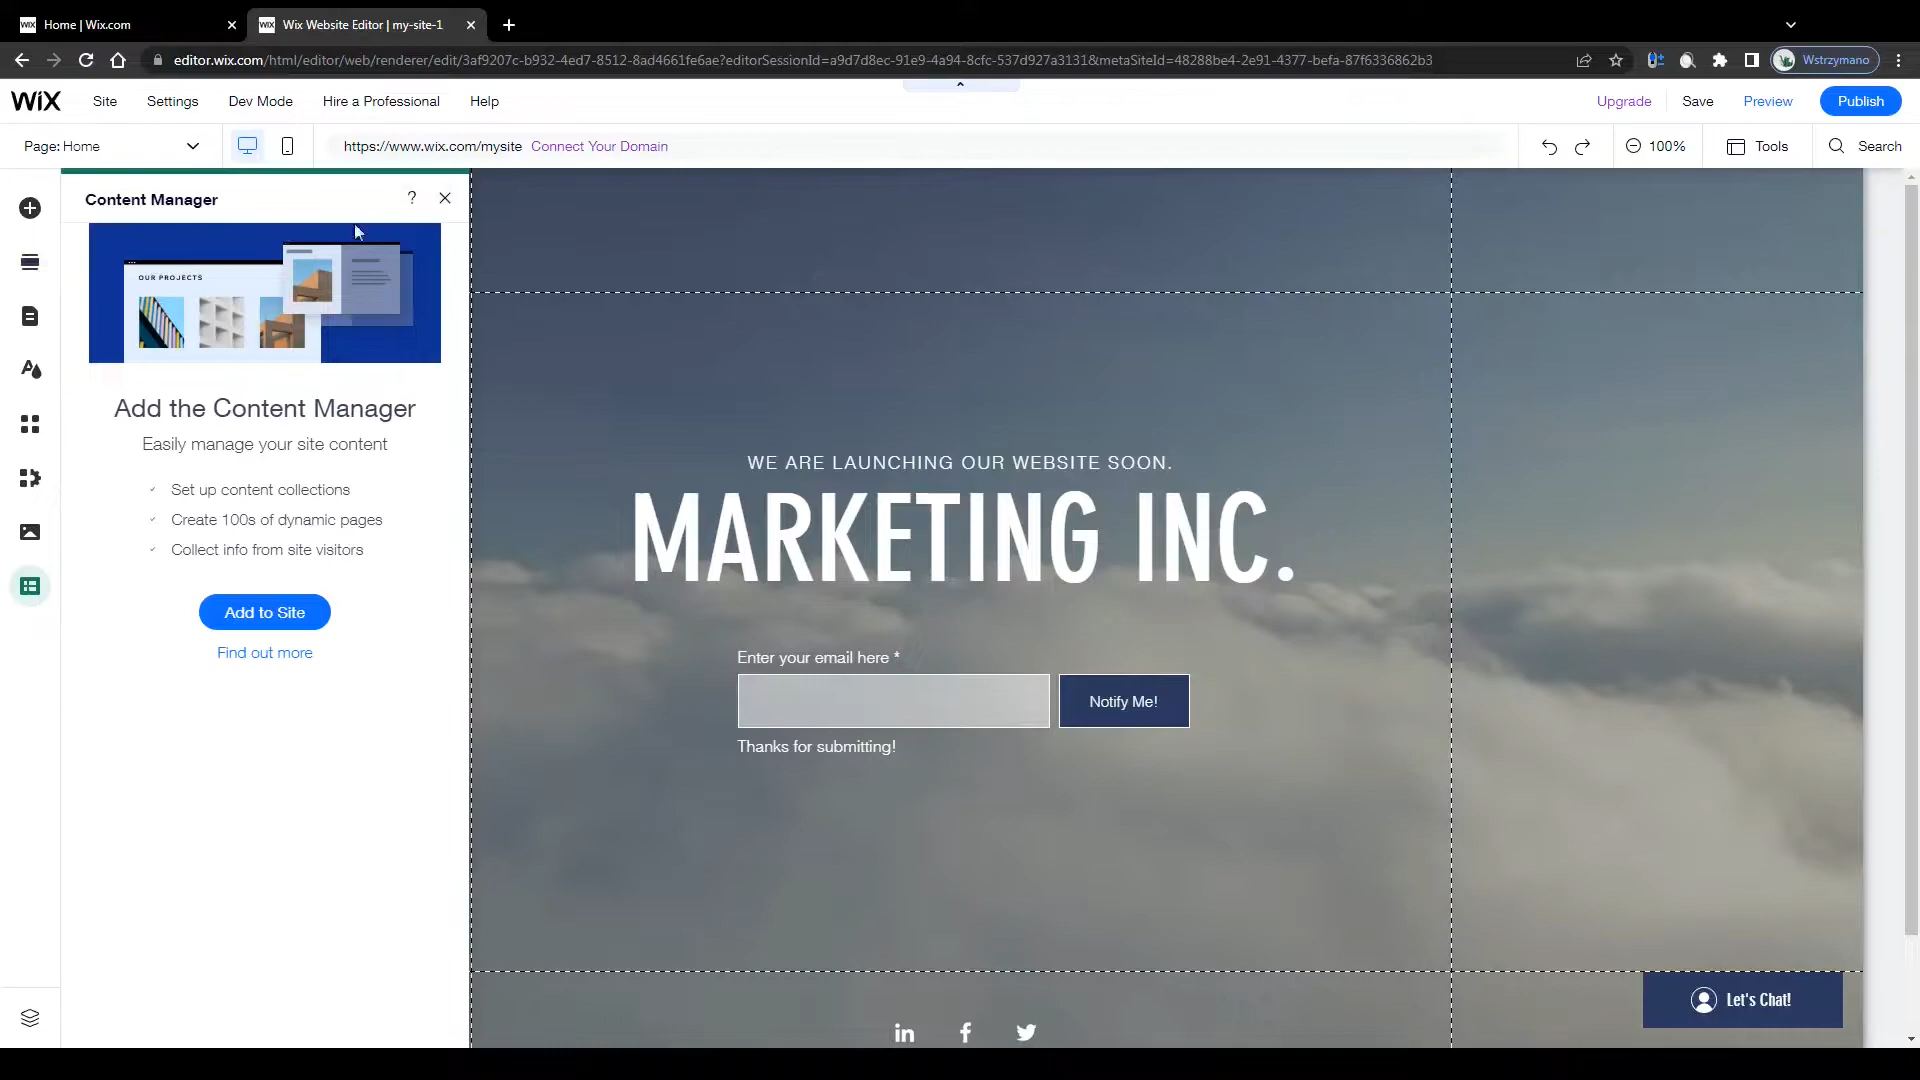 WiX Home | Wix.com
WiX Wix Website Editor | my-site-1
editor.wix.com/html/editor/web/renderer/edit/3af9207c-b932-4ed7-8512-8ad4661fe6ae?editorSessionId=a9d7d8ec-91e9-4a94-8cfc-537d927a3131&metaSiteId=48288be4-2e91-4377-befa-87f6336862b3
Wstrzymano
WiX Site Settings Dev Mode Hire a Professional Help
Upgrade Save Preview Publish
Page: Home
https://www.wix.com/mysite Connect Your Domain
100% Tools Search
Content Manager ?
OUR PROJECTS
Add the Content Manager
Easily manage your site content
Set up content collections
Create 100s of dynamic pages
Collect info from site visitors
Add to Site
Find out more
WE ARE LAUNCHING OUR WEBSITE SOON.
MARKETING INC.
Enter your email here *
Notify Me!
Thanks for submitting!
Let's Chat!